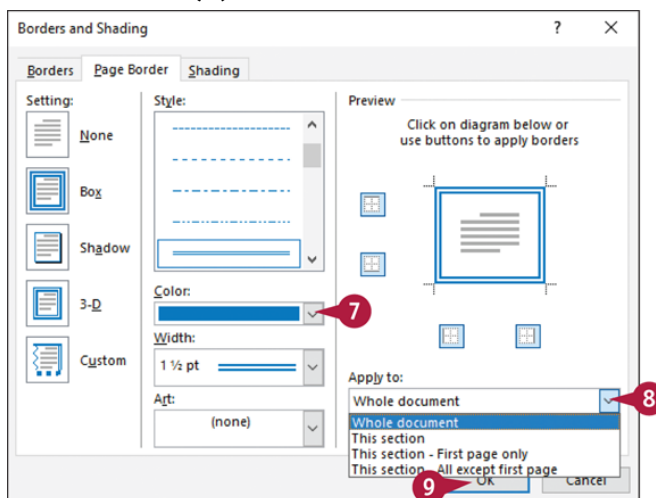 Borders and Shading ? ×
Borders Page Border Shading
Setting:
None
Box
Shadow
3-D
Custom
Style:
Color:
7
Width:
1 ½ pt
Art:
(none)
Preview
Click on diagram below or
use buttons to apply borders
Apply to:
Whole document
8
Whole document
This section
This section - First page only
This section - All except first page
9 OK Cancel